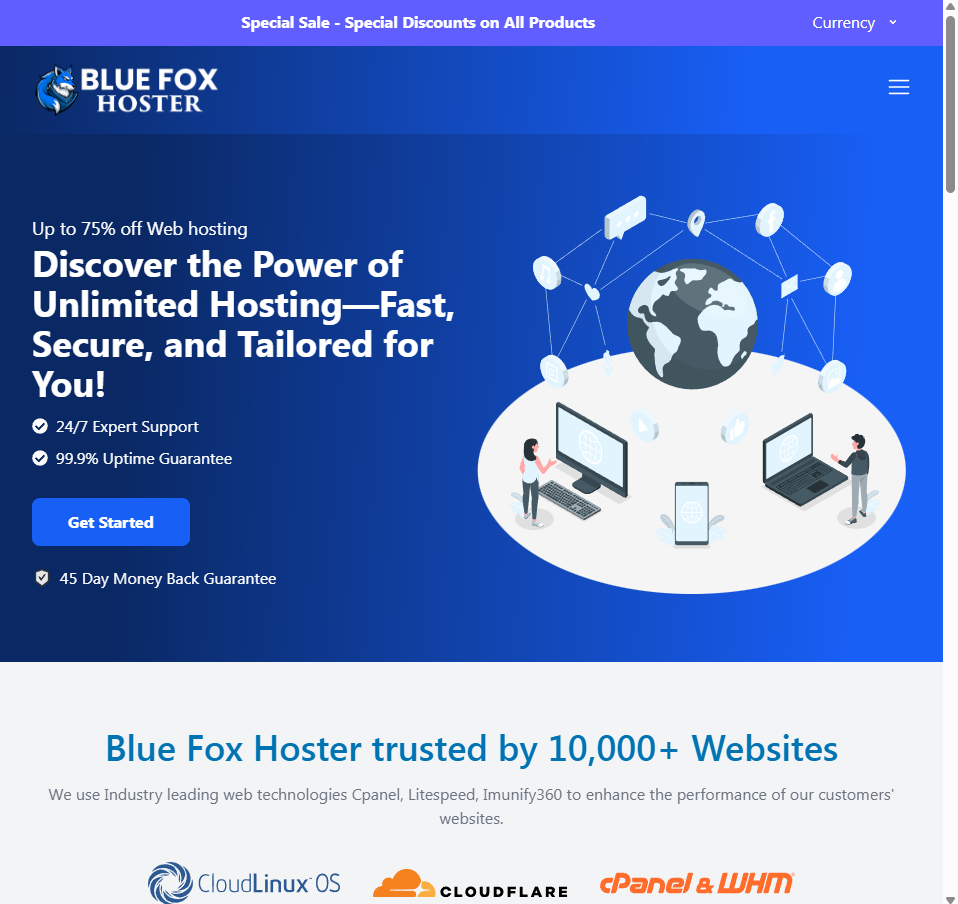 Special Sale - Special Discounts on All Products
Currency
BLUE FOX
HOSTER
Up to 75% off Web hosting
Discover the Power of
Unlimited Hosting—Fast,
Secure, and Tailored for
You!
24/7 Expert Support
99.9% Uptime Guarantee
Get Started
45 Day Money Back Guarantee
Blue Fox Hoster trusted by 10,000+ Websites
We use Industry leading web technologies Cpanel, Litespeed, Imunify360 to enhance the performance of our customers'
websites.
CloudLinux OS
CLOUDFLARE
cPanel & WHM